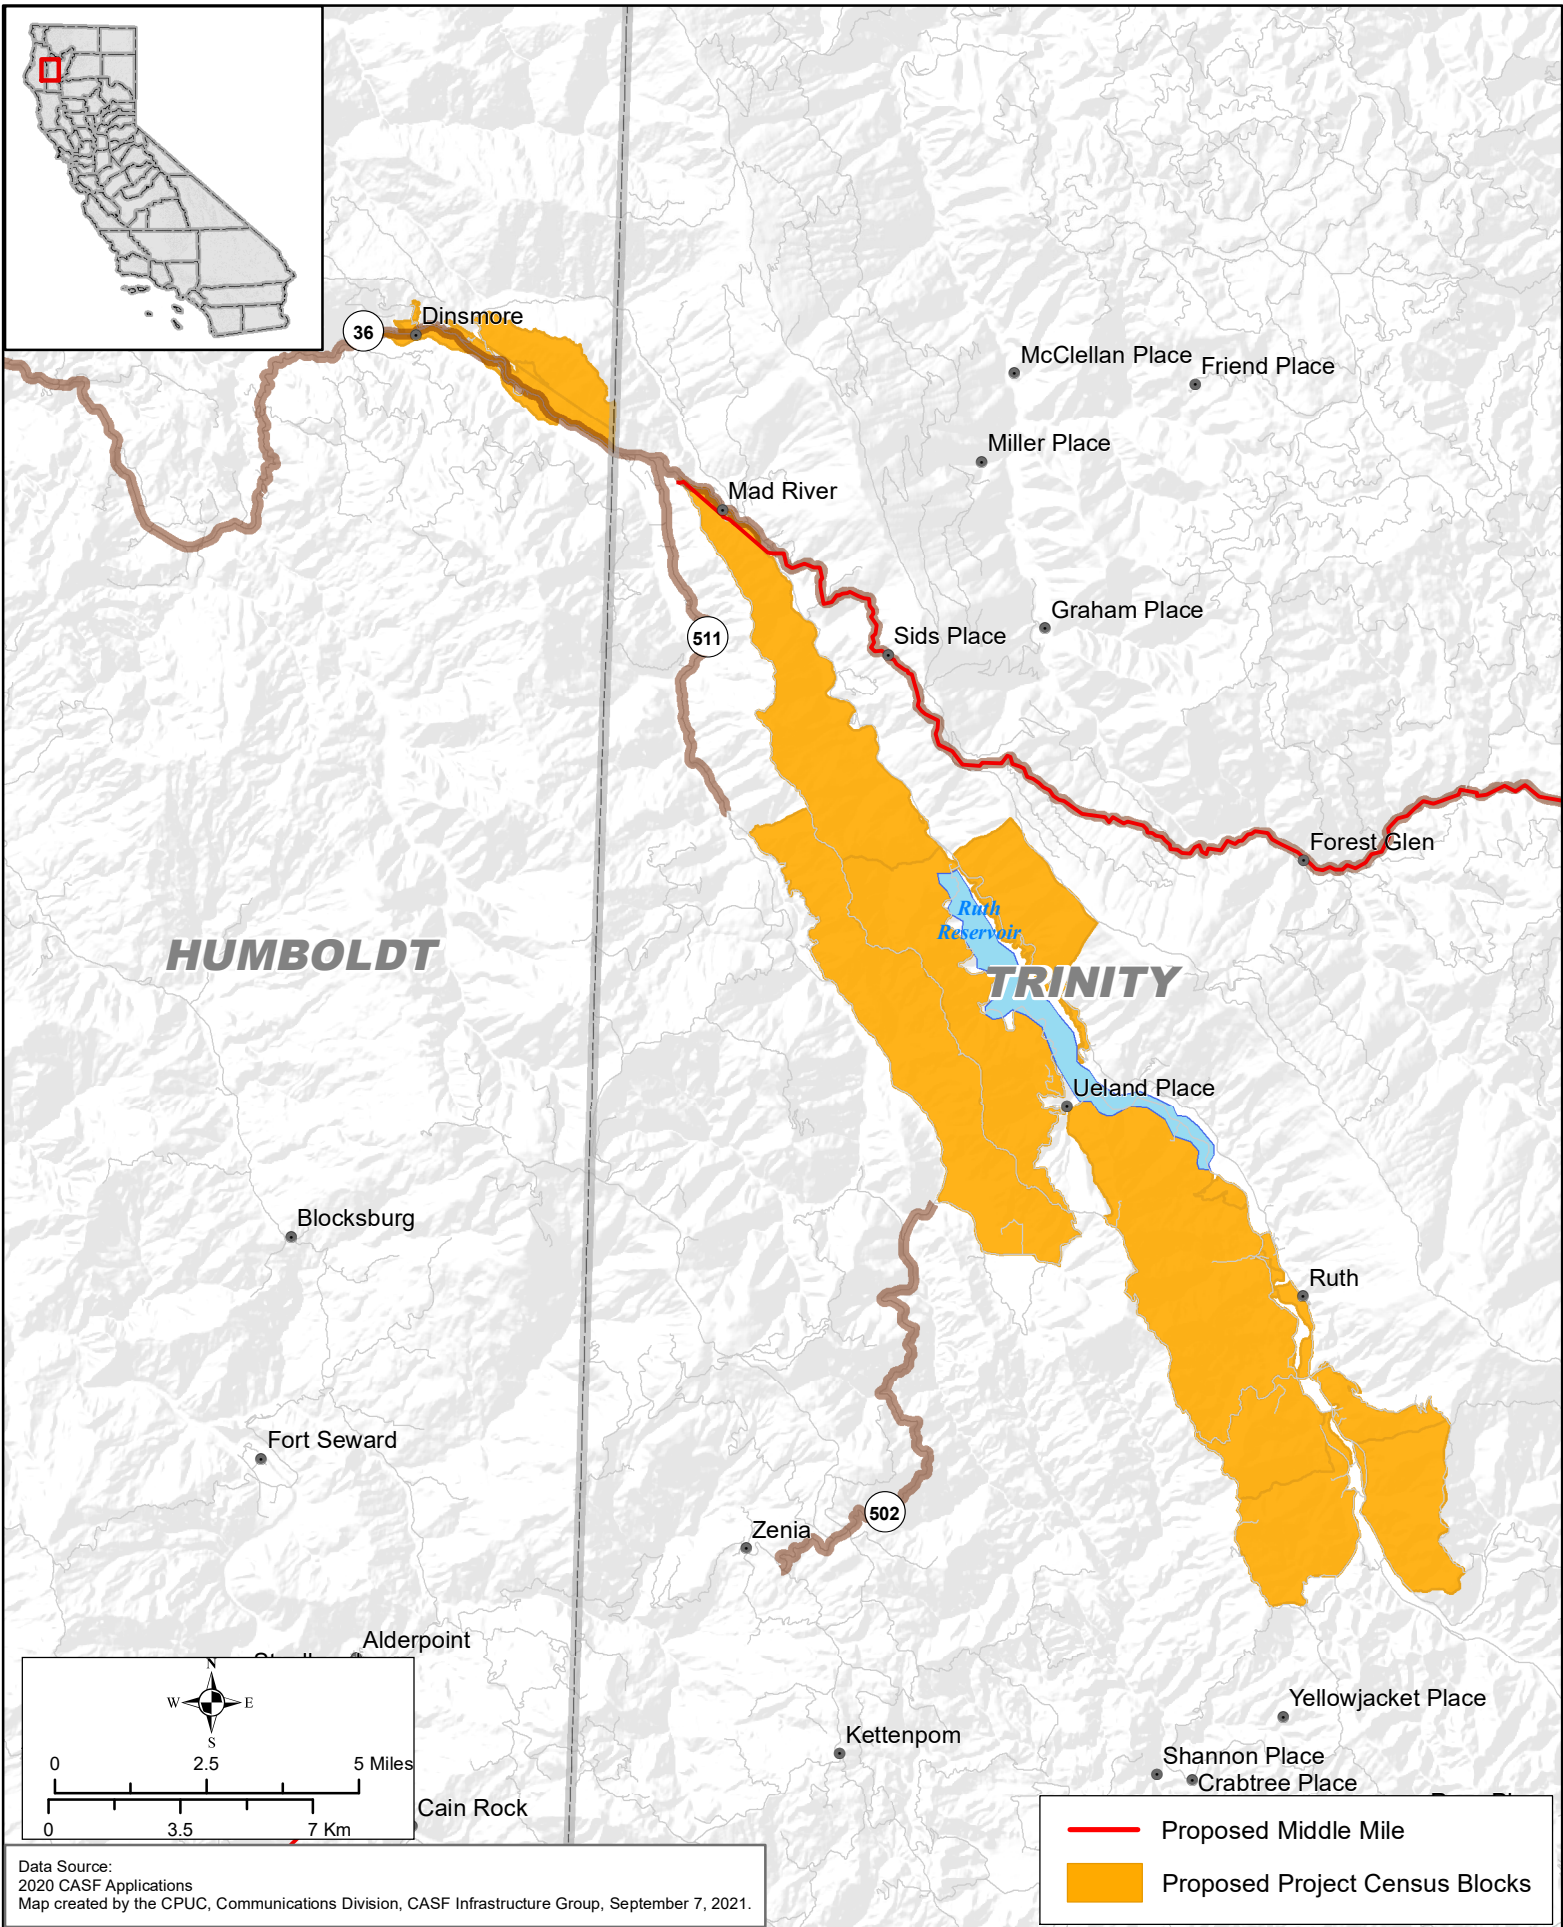 Dinsmore
36
McClellan Place
Friend Place
Miller Place
Mad River
Graham Place
511
Sids Place
Forest Glen
Ruth
Reservoir
HUMBOLDT
TRINITY
Ueland Place
Blocksburg
Ruth
Fort Seward
502
Zenia
Alderpoint
N
W E
S
Yellowjacket Place
Kettenpom
Shannon Place
Crabtree Place
0 2.5 5 Miles
0 3.5 7 Km
Cain Rock
Proposed Middle Mile
Proposed Project Census Blocks
Data Source:
2020 CASF Applications
Map created by the CPUC, Communications Division, CASF Infrastructure Group, September 7, 2021.